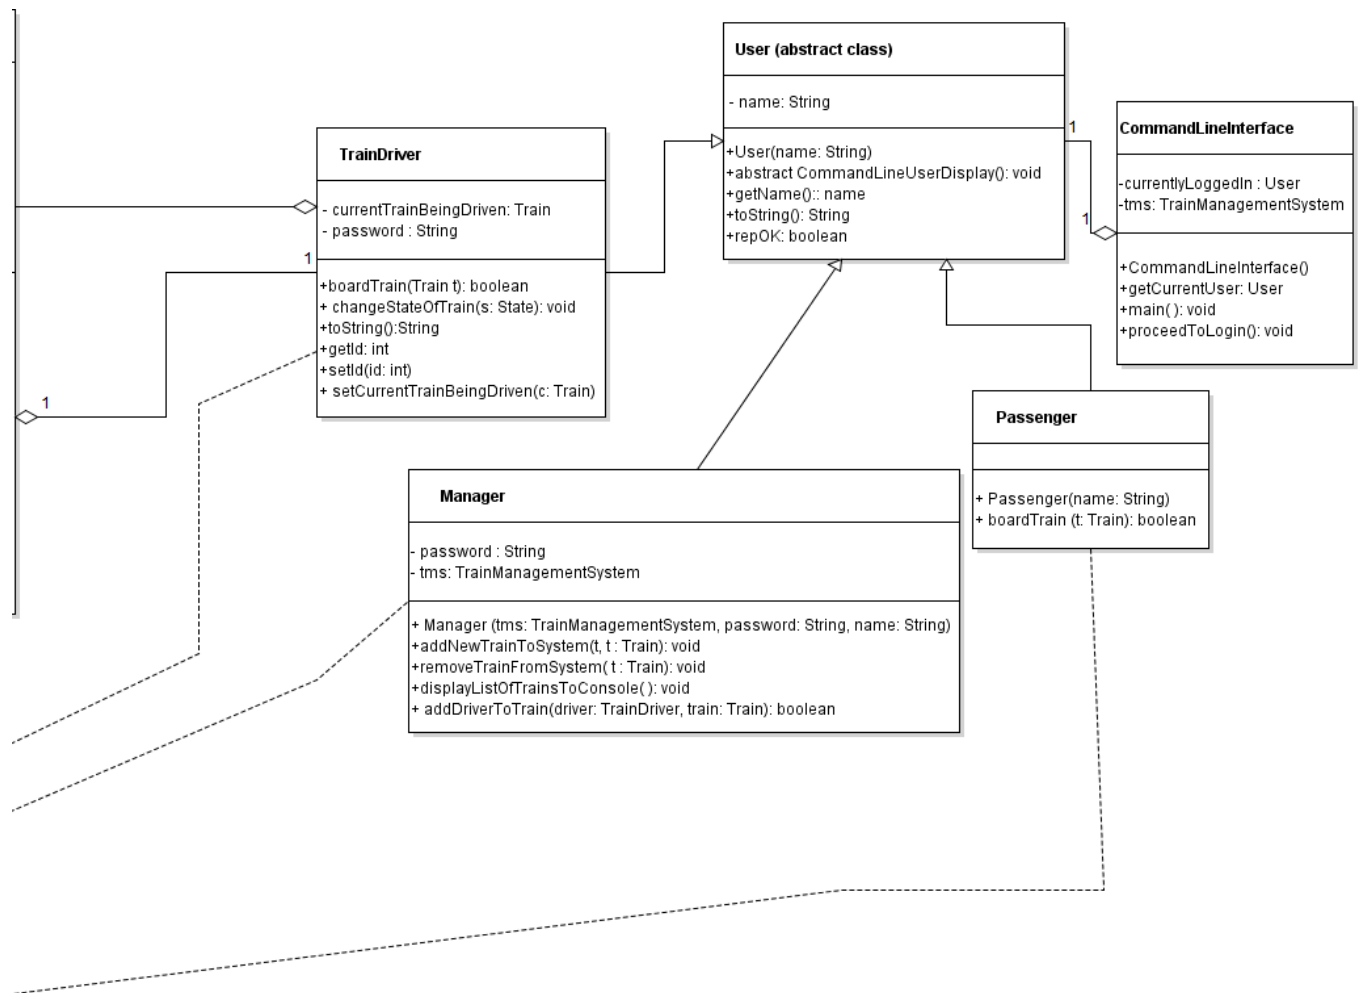 User (abstract class)
- name: String
+User(name: String)
+abstract CommandLineUserDisplay(): void
+getName():: name
+toString(): String
+repOK: boolean
1
CommandLineInterface
-currentlyLoggedIn : User
-tms: TrainManagementSystem
1
+CommandLineInterface()
+getCurrentUser: User
+main( ): void
+proceedToLogin(): void
TrainDriver
- currentTrainBeingDriven: Train
- password : String
1
+boardTrain(Train t): boolean
+ changeStateOfTrain(s: State): void
+toString():String
+getId: int
+setId(id: int)
+ setCurrentTrainBeingDriven(c: Train)
1
Passenger
+ Passenger(name: String)
+ boardTrain (t: Train): boolean
Manager
- password : String
- tms: TrainManagementSystem
+ Manager (tms: TrainManagementSystem, password: String, name: String)
+addNewTrainToSystem(t, t : Train): void
+removeTrainFromSystem( t : Train): void
+displayListOfTrainsToConsole( ): void
+ addDriverToTrain(driver: TrainDriver, train: Train): boolean